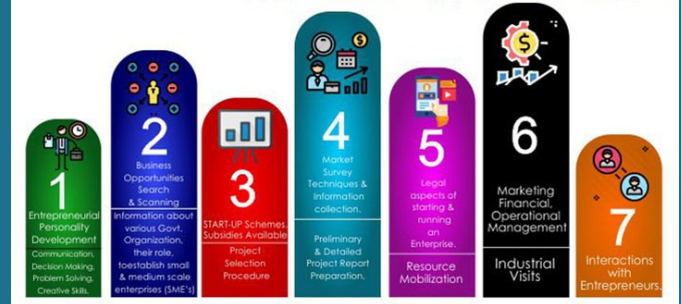 1
Entrepreneurial
Personality
Development
Communication,
Decision Making,
Problem Solving,
Creative Skills.
2
Business
Opportunities
Search
& Scanning
Information about
various Govt.
Organization,
their role,
toestablish small
& medium scale
enterprises (SME's)
3
START-UP Schemes,
Subsidies Available
Project
Selection
Procedure
4
Market
Survey
Techniques &
Information
collection.
Preliminary
& Detailed
Project Report
Preparation.
5
Legal
aspects of
starting &
running
an
Enterprise.
Resource
Mobilization
6
Marketing
Financial,
Operational
Management
Industrial
Visits
7
Interactions
with
Entrepreneurs.